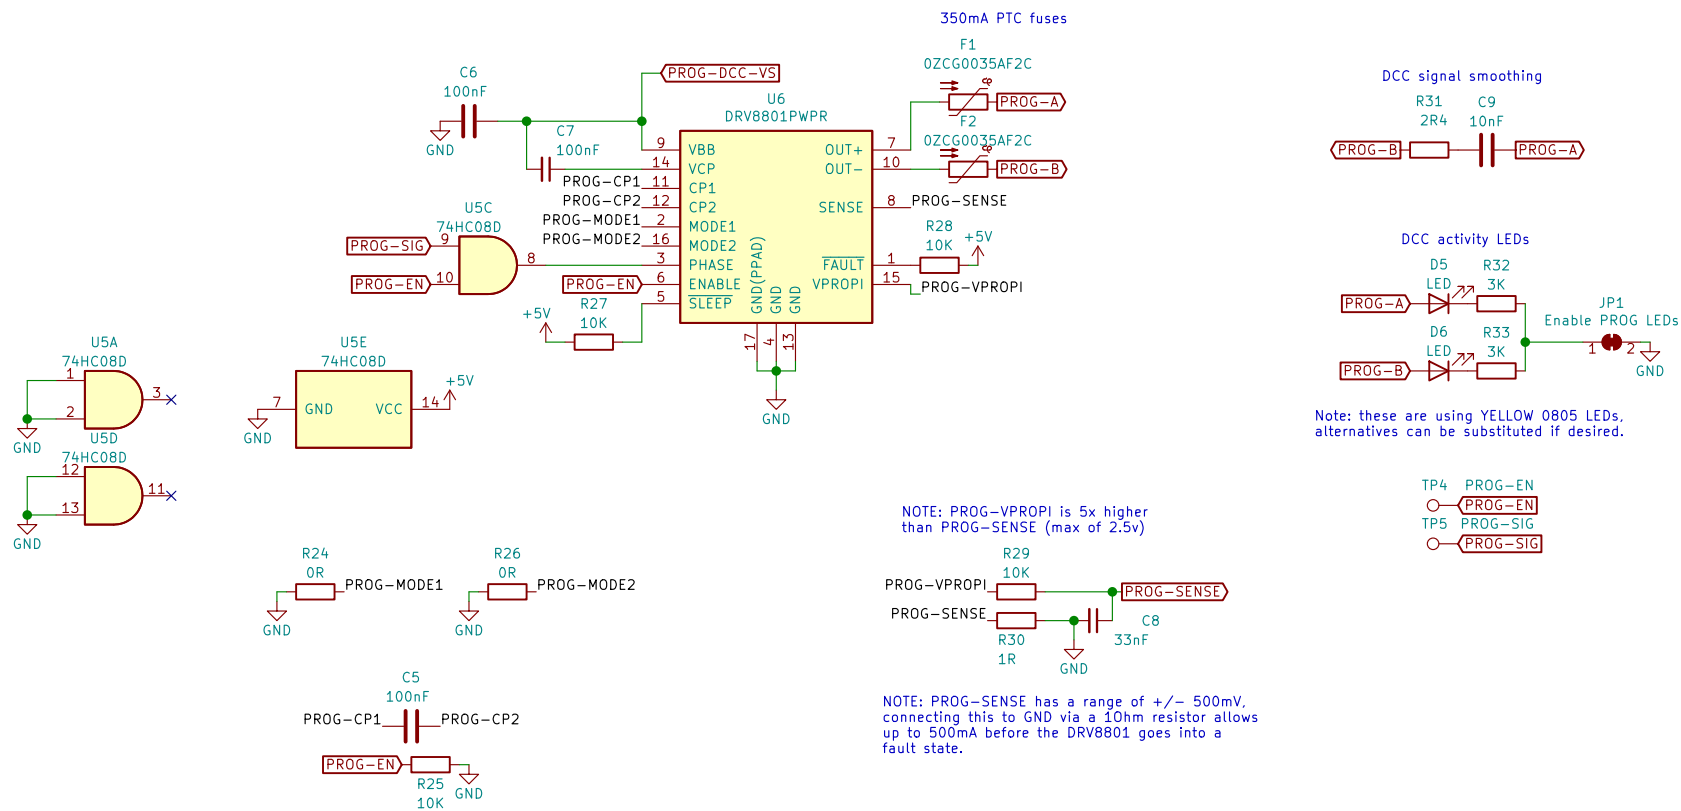 350mA PTC fuses
F1
0ZCG0035AF2C
PROG-A
F2
0ZCG0035AF2C
PROG-B
C6
100nF
GND
PROG-DCC-VS
C7
100nF
U6
DRV8801PWPR
9
VBB
14
VCP
PROG-CP1
11
CP1
PROG-CP2
12
CP2
PROG-MODE1
2
MODE1
PROG-MODE2
16
MODE2
3
PHASE
PROG-EN
6
ENABLE
5
SLEEP
OUT+
7
OUT-
10
SENSE
8
PROG-SENSE
FAULT
1
VPROPI
15
PROG-VPROPI
R28
10K
+5V
GND(PPAD)
GND
GND
17
4
13
GND
U5C
74HC08D
PROG-SIG
9
PROG-EN
10
8
+5V
R27
10K
DCC signal smoothing
R31
2R4
C9
10nF
PROG-B
PROG-A
DCC activity LEDs
D5
LED
R32
3K
PROG-A
D6
LED
R33
3K
PROG-B
JP1
Enable PROG LEDs
1
2
GND
Note: these are using YELLOW 0805 LEDs,
alternatives can be substituted if desired.
TP4
PROG-EN
PROG-EN
TP5
PROG-SIG
PROG-SIG
U5A
74HC08D
1
2
3
GND
U5D
74HC08D
12
13
11
GND
U5E
74HC08D
7
GND
VCC
14
+5V
GND
R24
0R
PROG-MODE1
GND
R26
0R
PROG-MODE2
GND
NOTE: PROG-VPROPI is 5x higher
than PROG-SENSE (max of 2.5v)
R29
10K
PROG-VPROPI
PROG-SENSE
PROG-SENSE
R30
1R
C8
33nF
GND
NOTE: PROG-SENSE has a range of +/- 500mV,
connecting this to GND via a 1Ohm resistor allows
up to 500mA before the DRV8801 goes into a
fault state.
C5
100nF
PROG-CP1
PROG-CP2
PROG-EN
R25
10K
GND